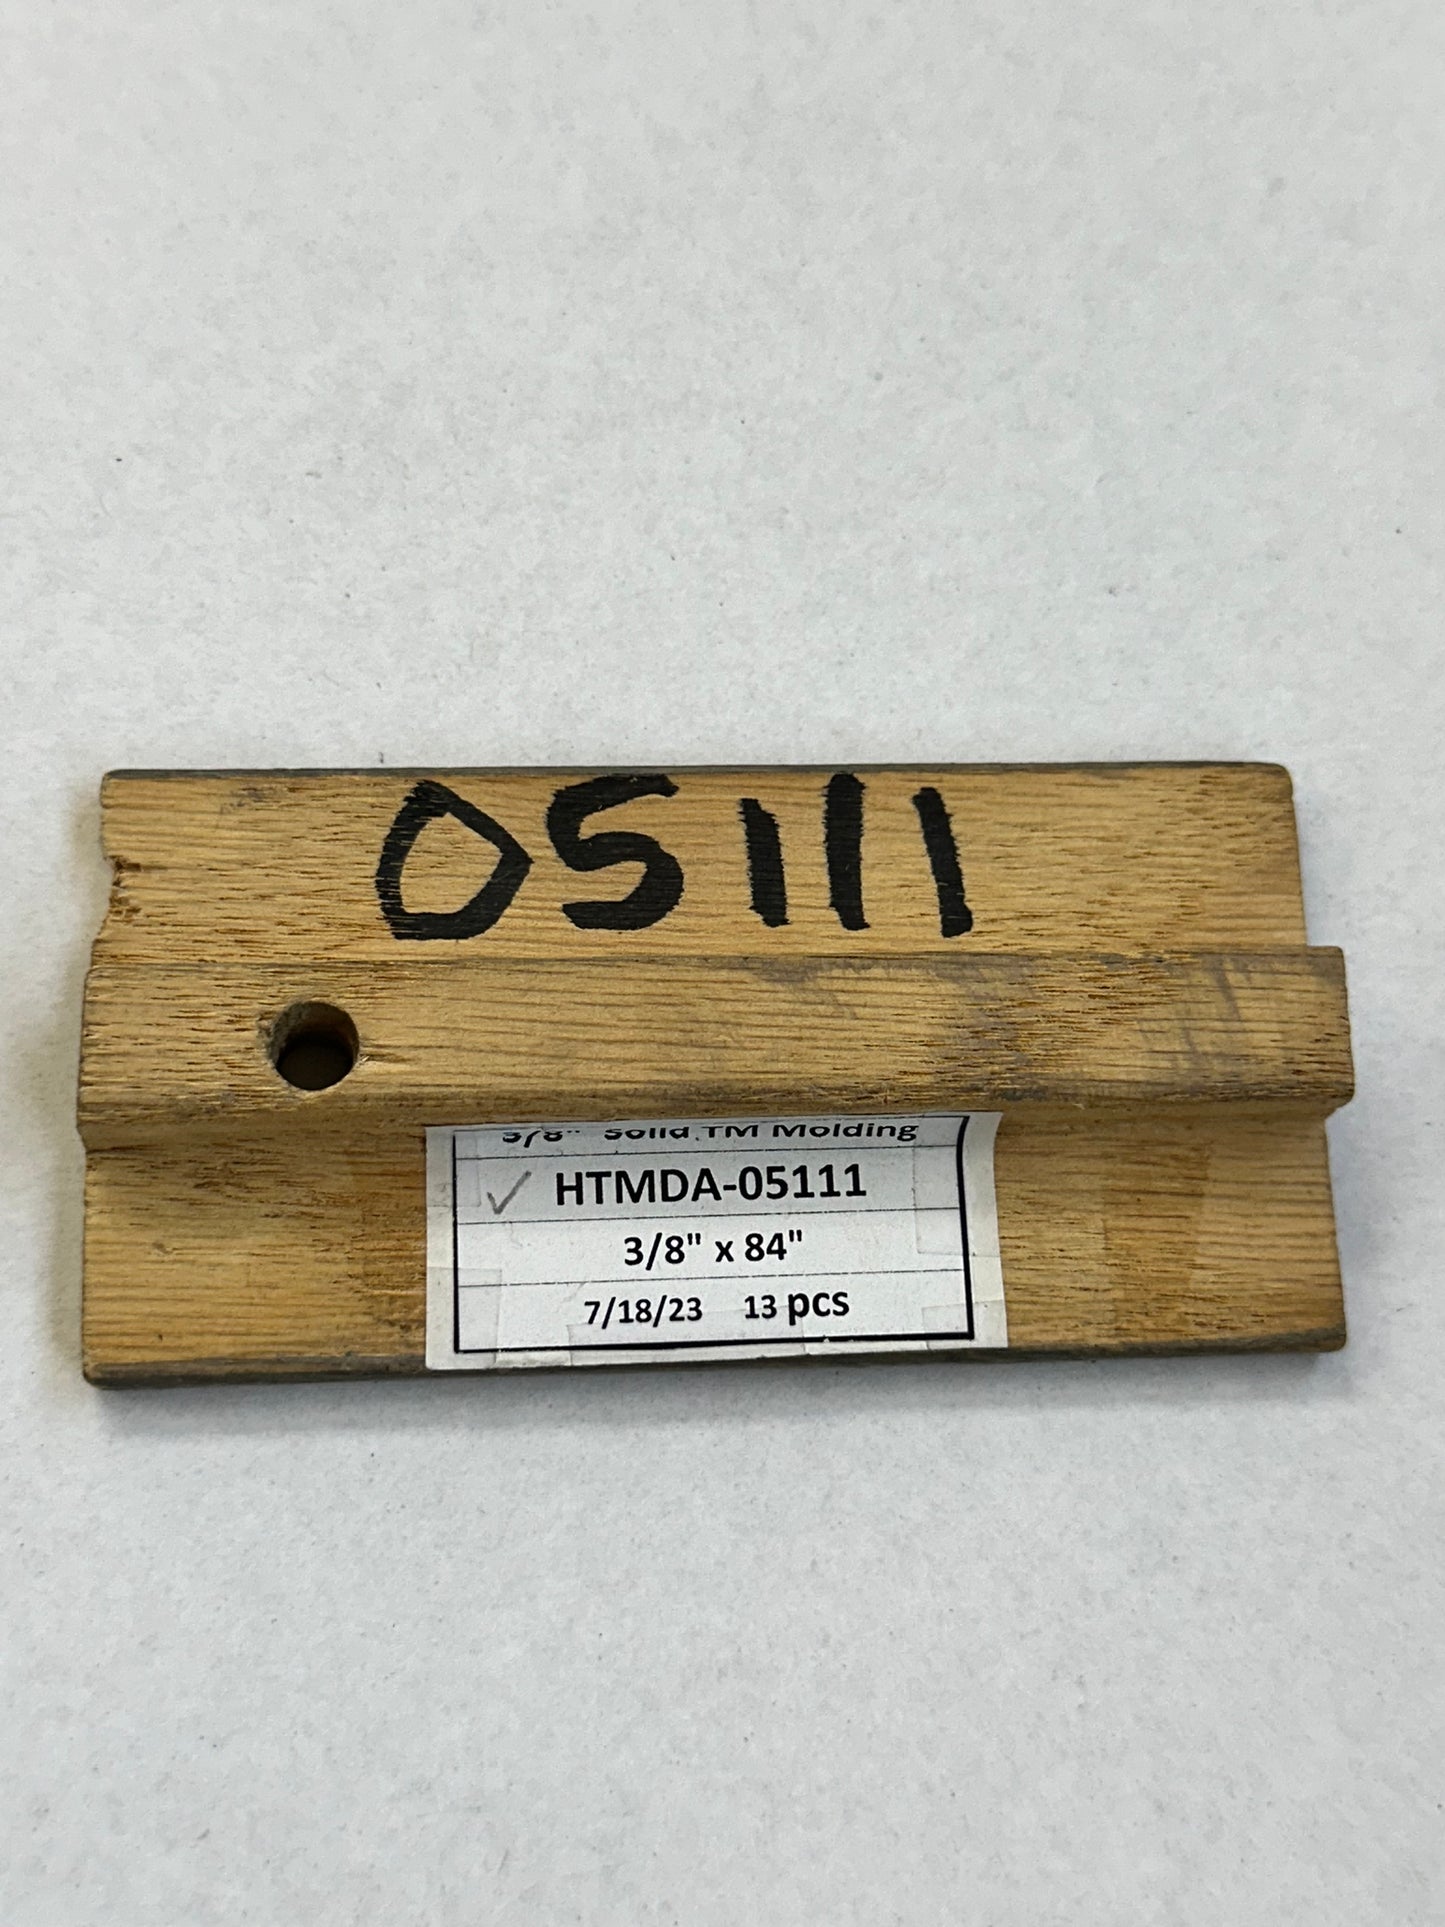 05111
3/8" Solid TM Molding
✓ HTMDA-05111
3/8" x 84"
7/18/23 13 pcs